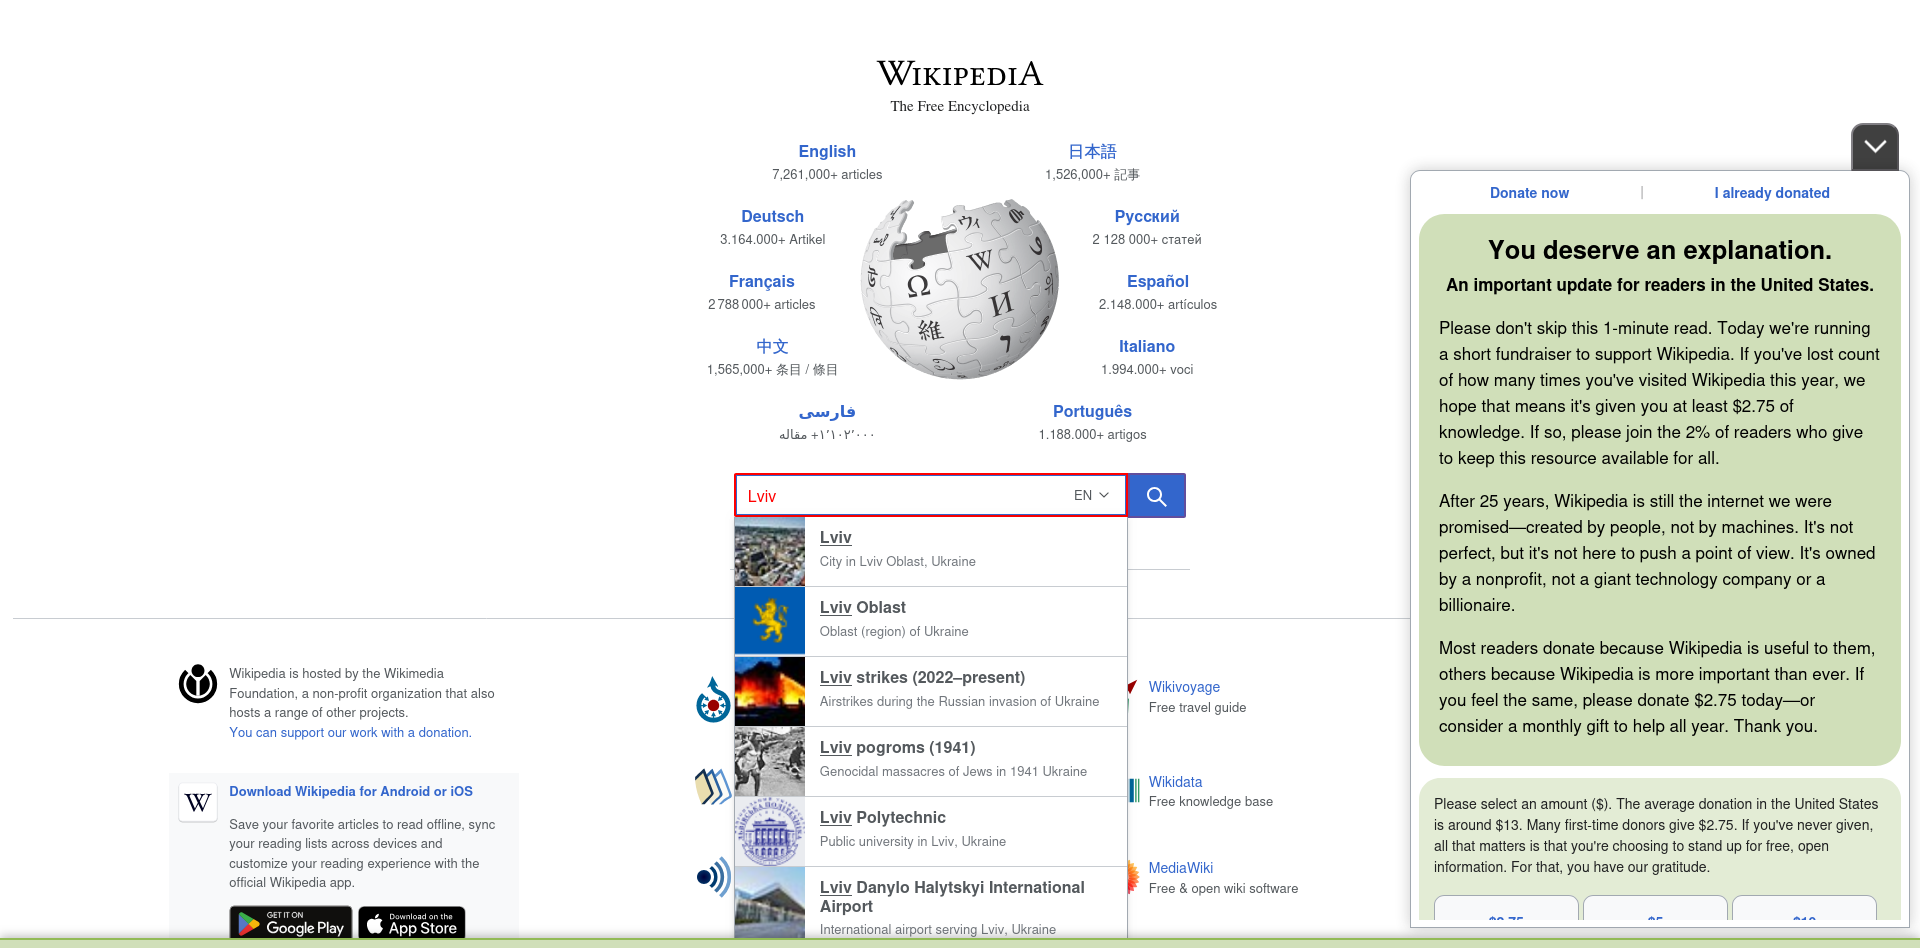 WIKIPEDIA
The Free Encyclopedia
English
7,261,000+ articles
日本語
1,526,000+ 記事
Deutsch
3.164.000+ Artikel
Русский
2 128 000+ статей
Français
2 788 000+ articles
Español
2.148.000+ artículos
中文
1,565,000+ 条目 / 條目
Italiano
1.994.000+ voci
فارسی
۱٬۱۰۲٬۰۰۰+ مقاله
Português
1.188.000+ artigos
Lviv
EN
Lviv
City in Lviv Oblast, Ukraine
Lviv Oblast
Oblast (region) of Ukraine
Lviv strikes (2022–present)
Airstrikes during the Russian invasion of Ukraine
Lviv pogroms (1941)
Genocidal massacres of Jews in 1941 Ukraine
Lviv Polytechnic
Public university in Lviv, Ukraine
Lviv Danylo Halytskyi International
Airport
International airport serving Lviv, Ukraine
Wikipedia is hosted by the Wikimedia
Foundation, a non-profit organization that also
hosts a range of other projects.
You can support our work with a donation.
W
Download Wikipedia for Android or iOS
Save your favorite articles to read offline, sync
your reading lists across devices and
customize your reading experience with the
official Wikipedia app.
GET IT ON
Google Play
Download on the
App Store
Wikivoyage
Free travel guide
Wikidata
Free knowledge base
MediaWiki
Free & open wiki software
Donate now | I already donated
You deserve an explanation.
An important update for readers in the United States.
Please don't skip this 1-minute read. Today we're running
a short fundraiser to support Wikipedia. If you've lost count
of how many times you've visited Wikipedia this year, we
hope that means it's given you at least $2.75 of
knowledge. If so, please join the 2% of readers who give
to keep this resource available for all.
After 25 years, Wikipedia is still the internet we were
promised—created by people, not by machines. It's not
perfect, but it's not here to push a point of view. It's owned
by a nonprofit, not a giant technology company or a
billionaire.
Most readers donate because Wikipedia is useful to them,
others because Wikipedia is more important than ever. If
you feel the same, please donate $2.75 today—or
consider a monthly gift to help all year. Thank you.
Please select an amount ($). The average donation in the United States
is around $13. Many first-time donors give $2.75. If you've never given,
all that matters is that you're choosing to stand up for free, open
information. For that, you have our gratitude.
$2.75
$5
$10